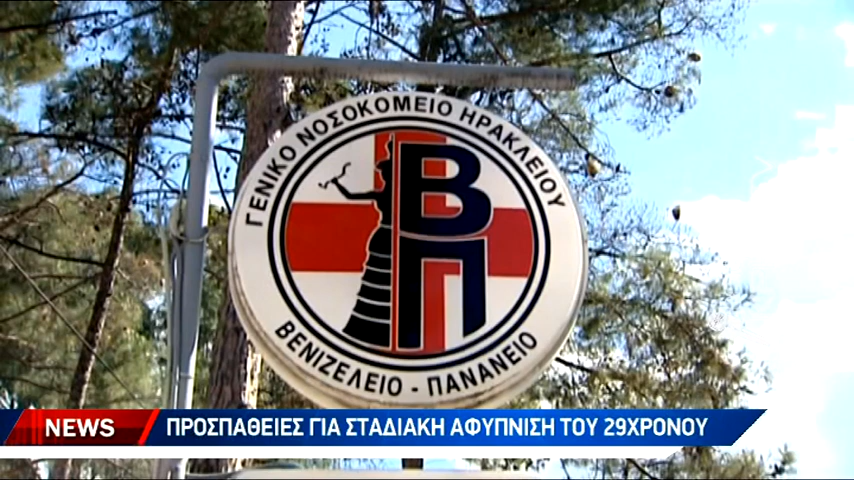 ΓΕΝΙΚΟ ΝΟΣΟΚΟΜΕΙΟ ΗΡΑΚΛΕΙΟΥ
ΒΠ
ΒΕΝΙΖΕΛΕΙΟ - ΠΑΝΑΝΕΙΟ
NEWS ΠΡΟΣΠΑΘΕΙΕΣ ΓΙΑ ΣΤΑΔΙΑΚΗ ΑΦΥΠΝΙΣΗ ΤΟΥ 29ΧΡΟΝΟΥ